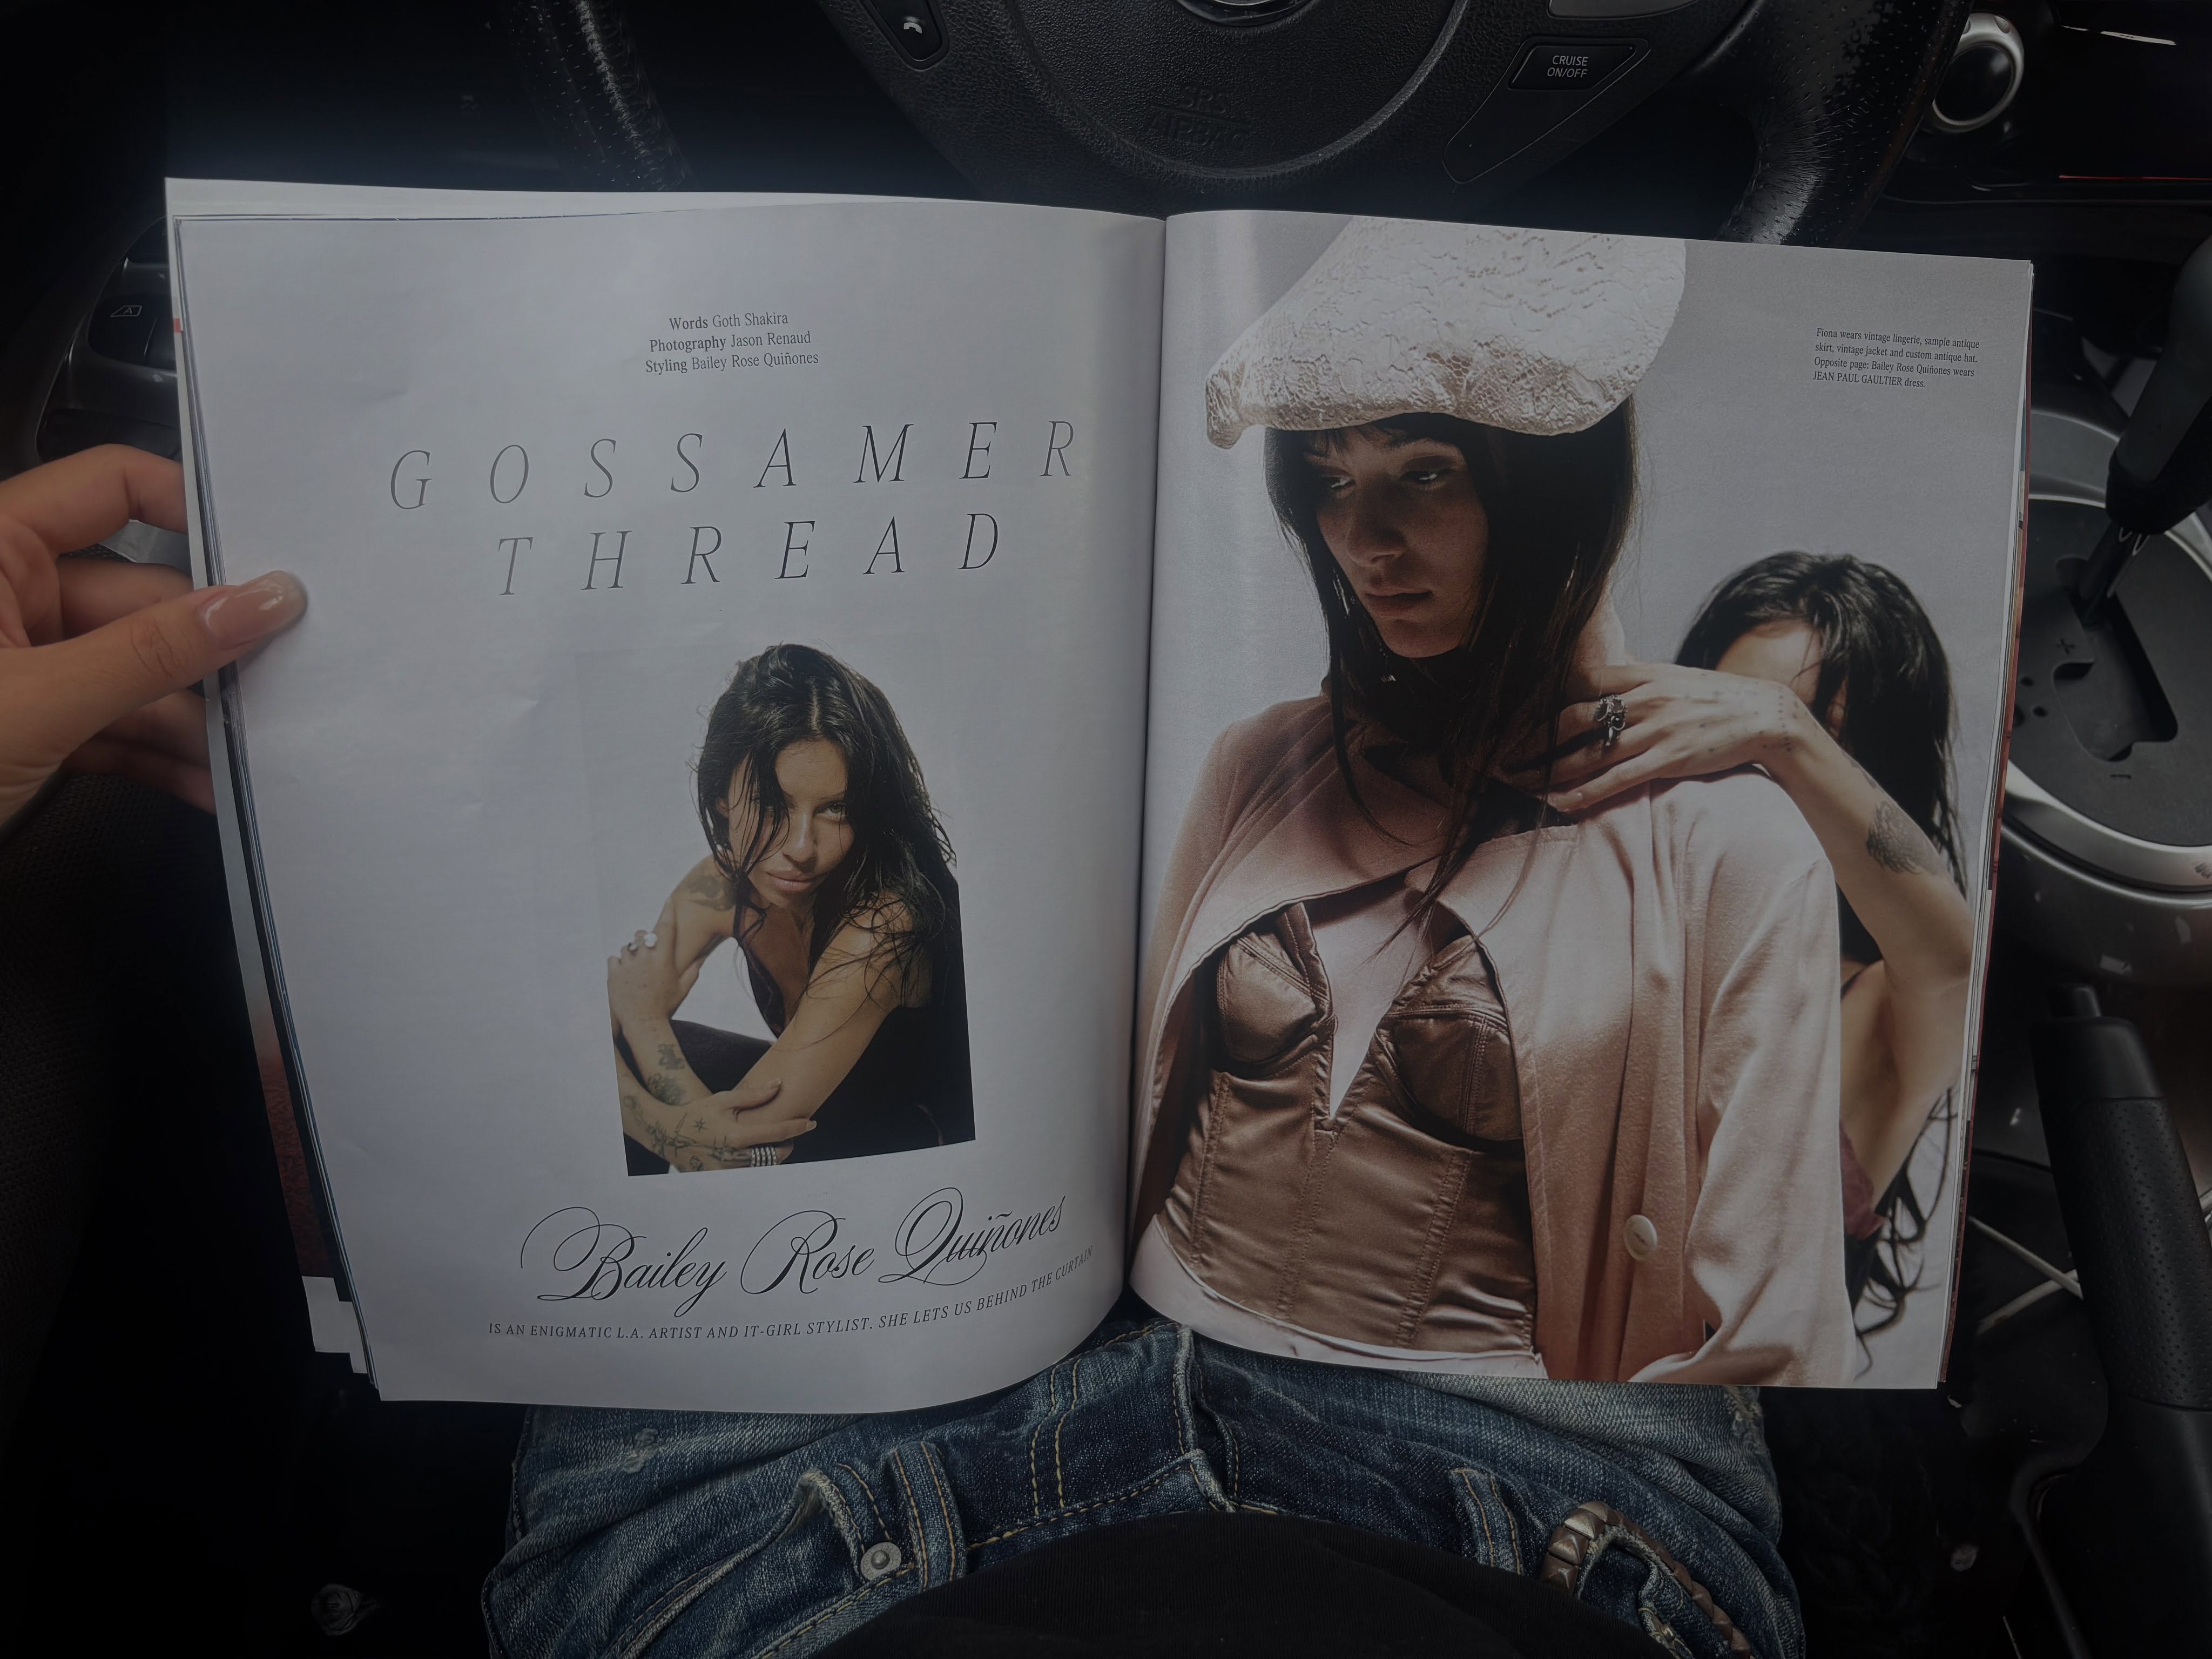 CRUISE
ON/OFF
SRS
AIRBAG
Words Goth Shakira
Photography Jason Renaud
Styling Bailey Rose Quiñones
GOSSAMER
THREAD
Bailey Rose Quiñones
IS AN ENIGMATIC L.A. ARTIST AND IT-GIRL STYLIST. SHE LETS US BEHIND THE CURTAIN
Fiona wears vintage lingerie, sample antique
skirt, vintage jacket and custom antique hat.
Opposite page: Bailey Rose Quiñones wears
JEAN PAUL GAULTIER dress.